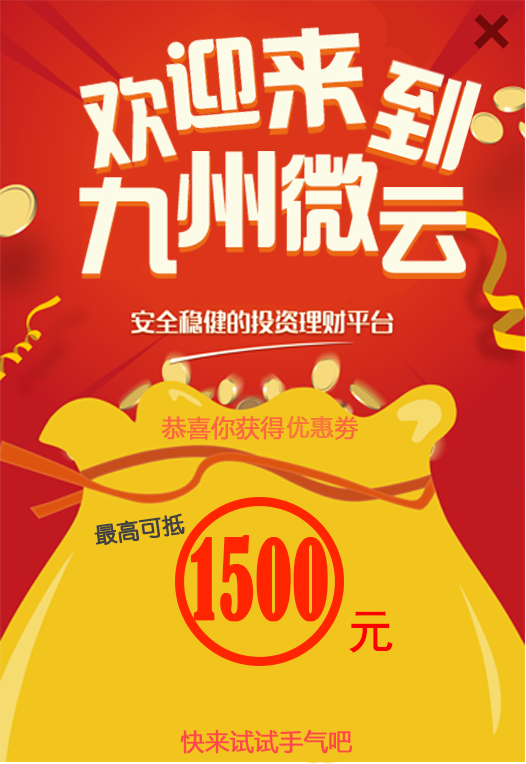 欢迎来到
九州微云
安全稳健的投资理财平台
恭喜你获得优惠劵
最高可抵
1500
元
快来试试手气吧